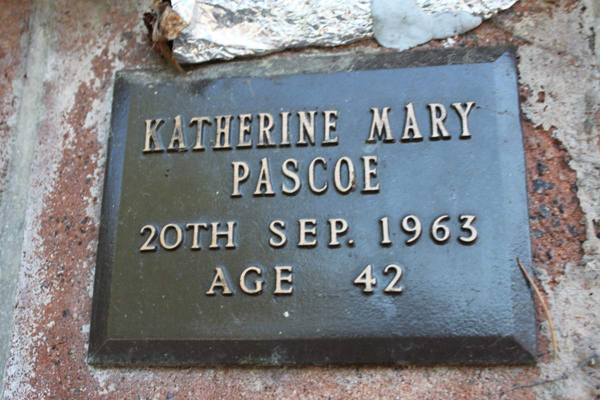 KATHERINE MARY
PASCOE
20TH SEP. 1963
AGE 42